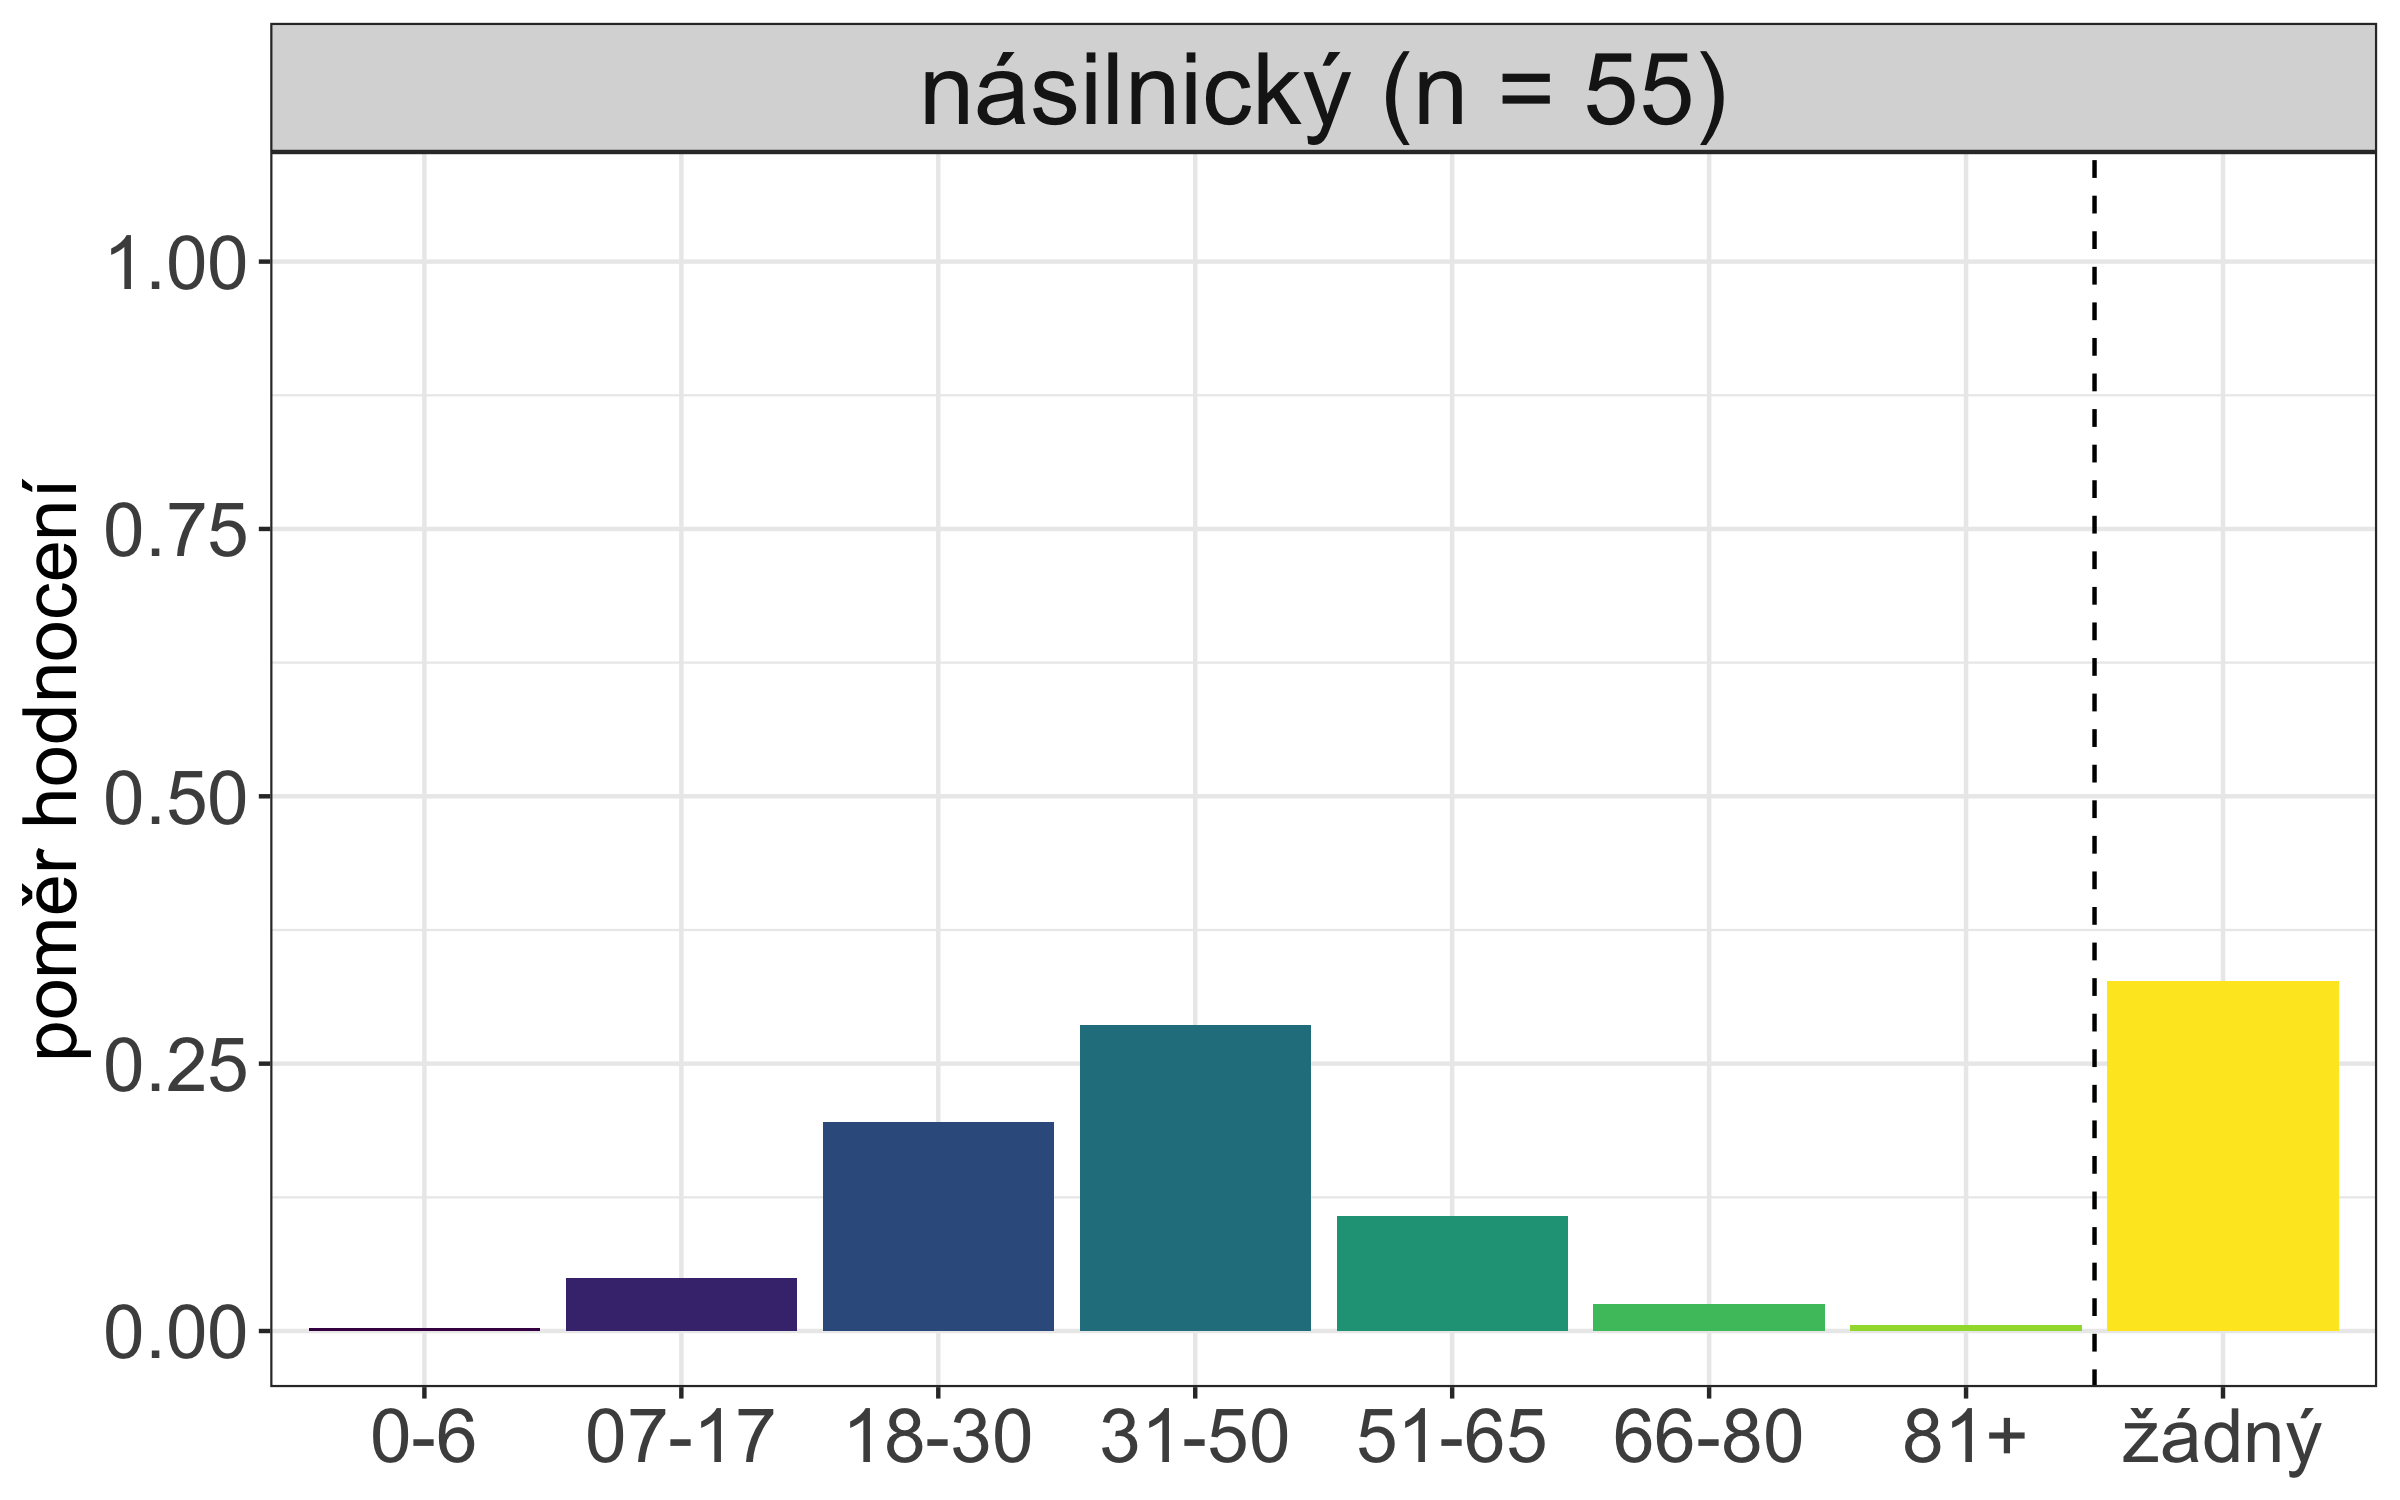 násilnický (n = 55)
poměr hodnocení
1.00
0.75
0.50
0.25
0.00
0-6 07-17 18-30 31-50 51-65 66-80 81+ žádný